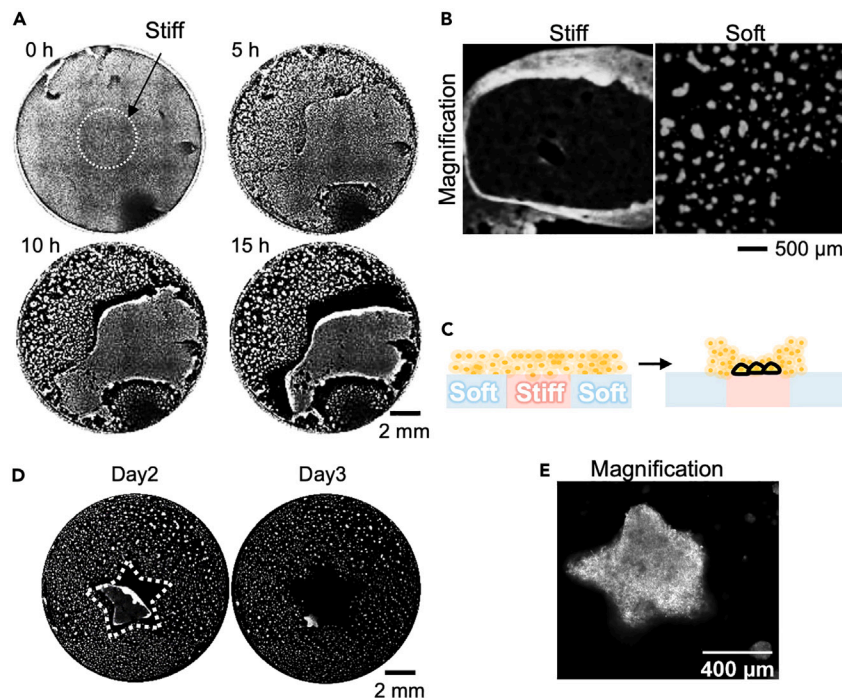 A
Stiff
0 h
5 h
10 h
15 h
2 mm
B
Stiff
Soft
Magnification
500 µm
C
Soft
Stiff
Soft
D
Day2
Day3
2 mm
E
Magnification
400 µm